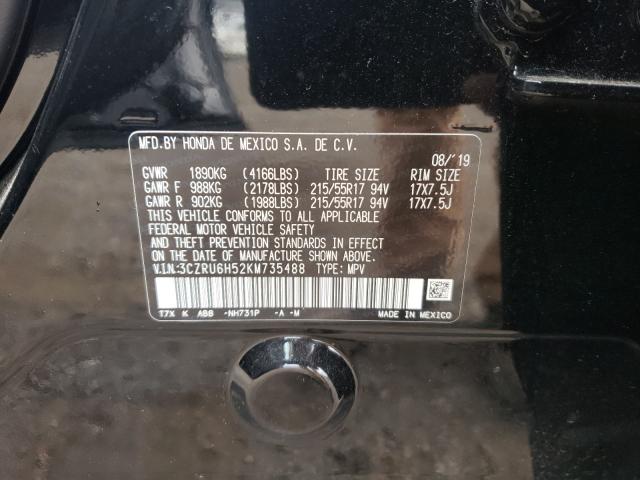 MFD.BY HONDA DE MEXICO S.A. DE C.V.
08/'19
GVWR 1890KG (4166LBS) TIRE SIZE RIM SIZE
GAWR F 988KG (2178LBS) 215/55R17 94V 17X7.5J
GAWR R 902KG (1988LBS) 215/55R17 94V 17X7.5J
THIS VEHICLE CONFORMS TO ALL APPLICABLE
FEDERAL MOTOR VEHICLE SAFETY
AND THEFT PREVENTION STANDARDS IN EFFECT
ON THE DATE OF MANUFACTURE SHOWN ABOVE.
V.I.N.:3CZRU6H52KM735488 TYPE: MPV
T7X K ABB -NH731P -A -M MADE IN MEXICO